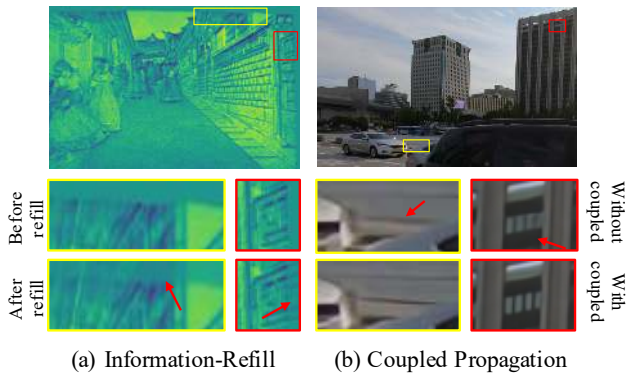 Before
refill
Without
coupled
After
refill
With
coupled
(a) Information-Refill
(b) Coupled Propagation